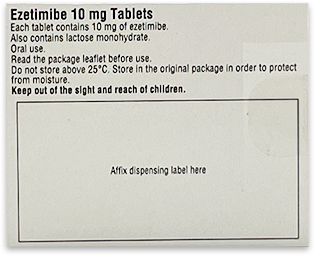 Ezetimibe 10 mg Tablets
Each tablet contains 10 mg of ezetimibe.
Also contains lactose monohydrate.
Oral use.
Read the package leaflet before use.
Do not store above 25°C. Store in the original package in order to protect
from moisture.
Keep out of the sight and reach of children.
Affix dispensing label here